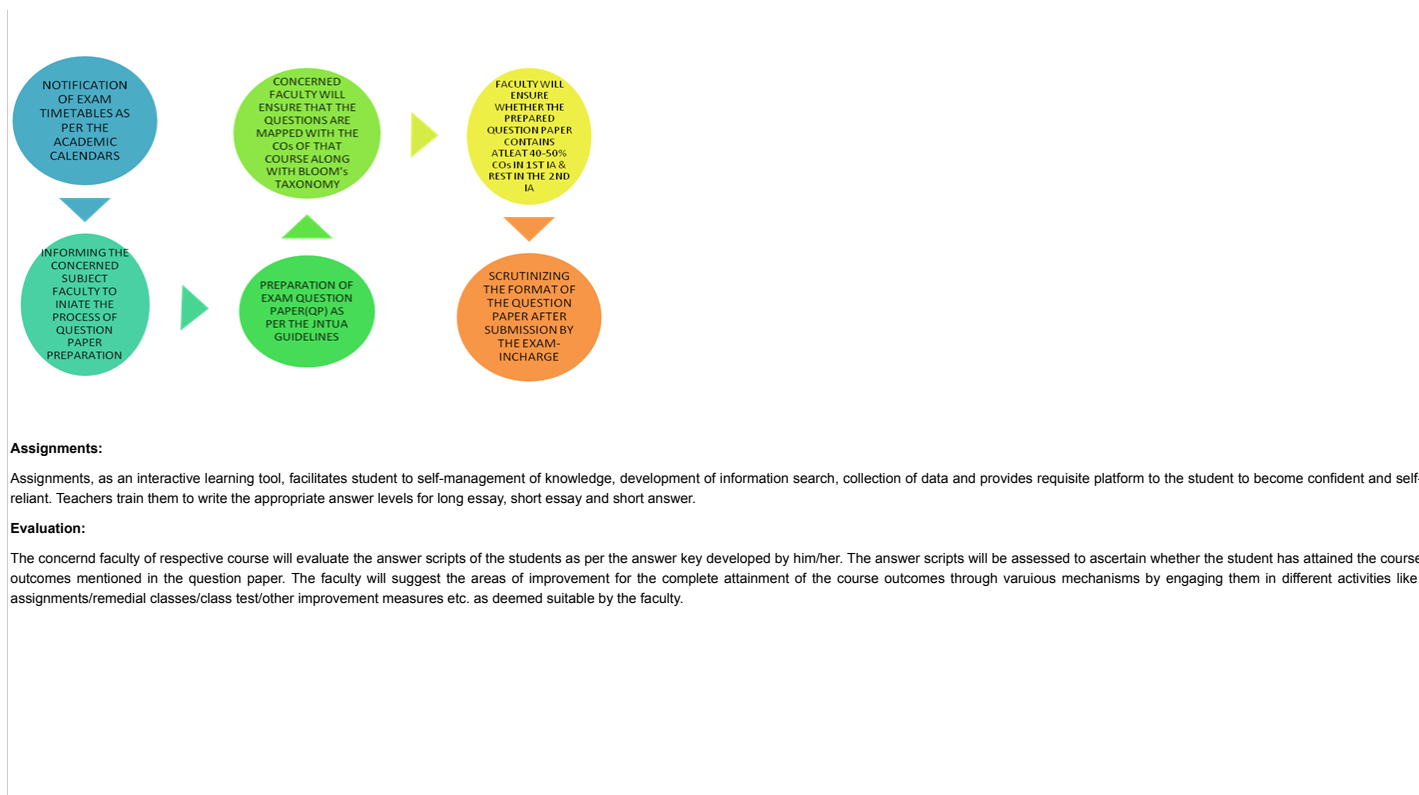 NOTIFICATION
OF EXAM
TIMETABLES AS
PER THE
ACADEMIC
CALENDARS
INFORMING THE
CONCERNED
SUBJECT
FACULTY TO
INIATE THE
PROCESS OF
QUESTION
PAPER
PREPARATION
PREPARATION OF
EXAM QUESTION
PAPER(QP) AS
PER THE JNTUA
GUIDELINES
CONCERNED
FACULTY WILL
ENSURE THAT THE
QUESTIONS ARE
MAPPED WITH THE
COs OF THAT
COURSE ALONG
WITH BLOOM's
TAXONOMY
FACULTY WILL
ENSURE
WHETHER THE
PREPARED
QUESTION PAPER
CONTAINS
ATLEAT 40-50%
COs IN 1ST IA &
REST IN THE 2ND
IA
SCRUTINIZING
THE FORMAT OF
THE QUESTION
PAPER AFTER
SUBMISSION BY
THE EXAM-
INCHARGE
Assignments:
Assignments, as an interactive learning tool, facilitates student to self-management of knowledge, development of information search, collection of data and provides requisite platform to the student to become confident and self-
reliant. Teachers train them to write the appropriate answer levels for long essay, short essay and short answer.
Evaluation:
The concernd faculty of respective course will evaluate the answer scripts of the students as per the answer key developed by him/her. The answer scripts will be assessed to ascertain whether the student has attained the course
outcomes mentioned in the question paper. The faculty will suggest the areas of improvement for the complete attainment of the course outcomes through varuious mechanisms by engaging them in different activities like
assignments/remedial classes/class test/other improvement measures etc. as deemed suitable by the faculty.